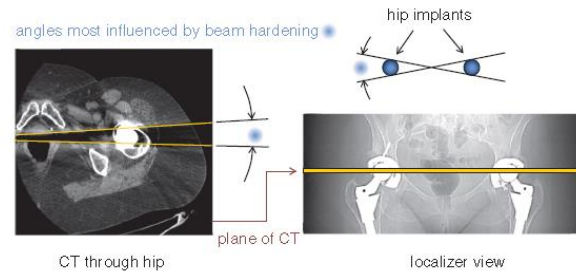 hip implants
angles most influenced by beam hardening
plane of CT
CT through hip
localizer view